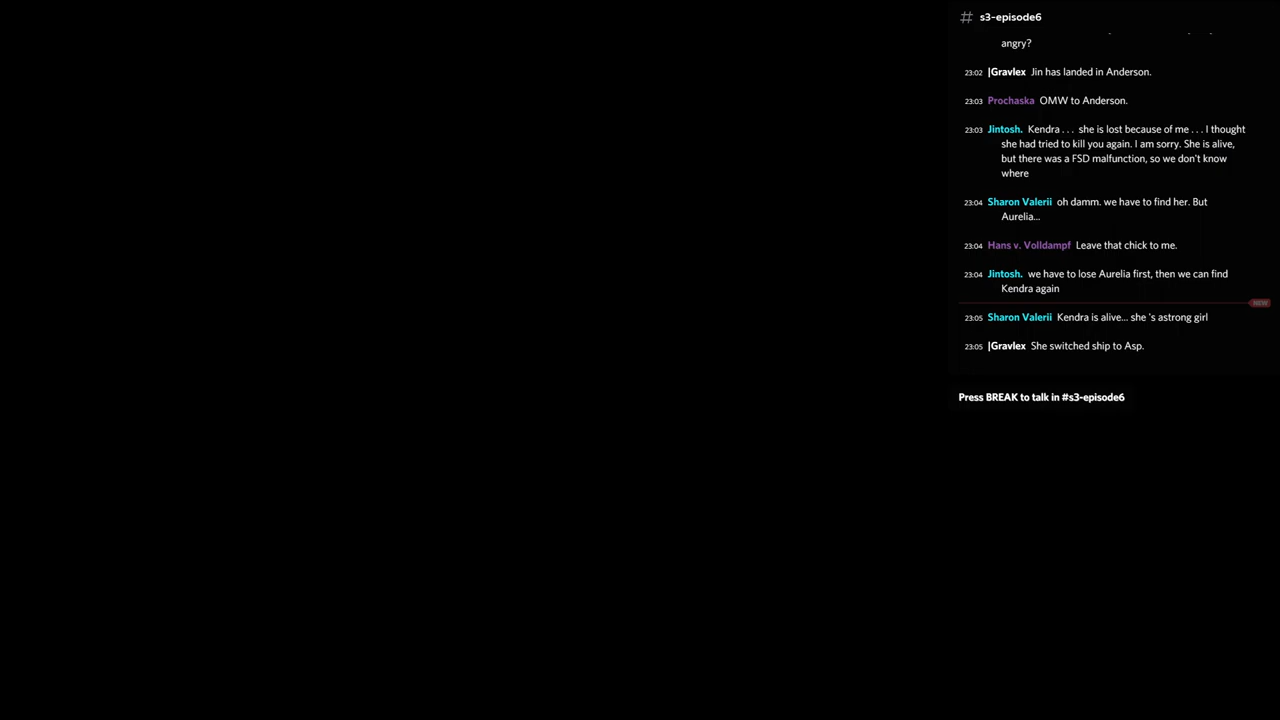 # s3-episode6
angry?
23:02 |Gravlex Jin has landed in Anderson.
23:03 Prochaska OMW to Anderson.
23:03 Jintosh. Kendra . . . she is lost because of me . . . I thought
she had tried to kill you again. I am sorry. She is alive,
but there was a FSD malfunction, so we don't know
where
23:04 Sharon Valerii oh damm. we have to find her. But
Aurelia...
23:04 Hans v. Volldampf Leave that chick to me.
23:04 Jintosh. we have to lose Aurelia first, then we can find
Kendra again
NEW
23:05 Sharon Valerii Kendra is alive... she 's astrong girl
23:05 |Gravlex She switched ship to Asp.
Press BREAK to talk in #s3-episode6